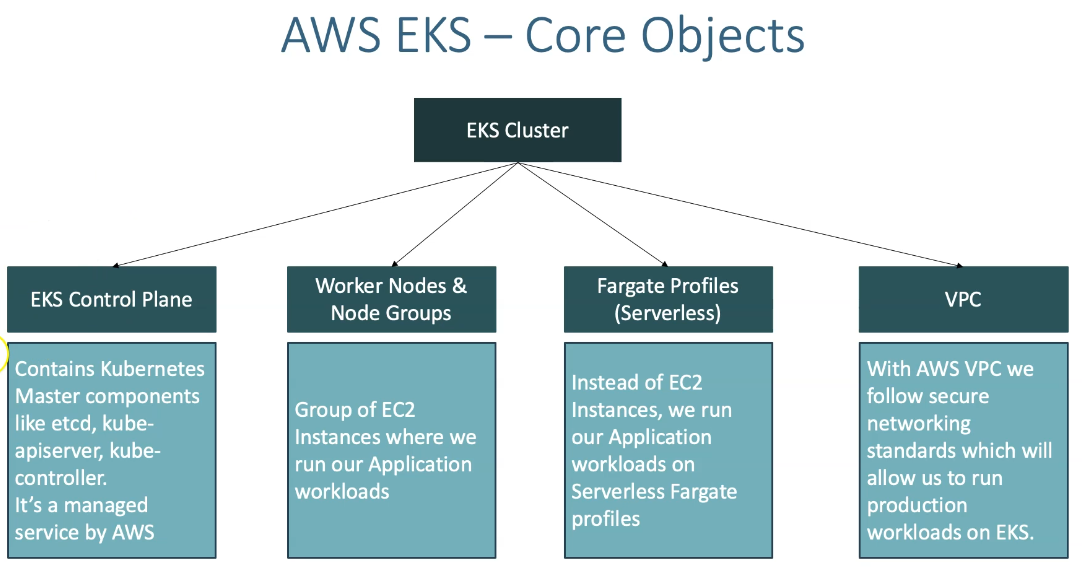 AWS EKS – Core Objects
EKS Cluster
EKS Control Plane
Contains Kubernetes
Master components
like etcd, kube-
apiserver, kube-
controller.
It's a managed
service by AWS
Worker Nodes &
Node Groups
Group of EC2
Instances where we
run our Application
workloads
Fargate Profiles
(Serverless)
Instead of EC2
Instances, we run
our Application
workloads on
Serverless Fargate
profiles
VPC
With AWS VPC we
follow secure
networking
standards which will
allow us to run
production
workloads on EKS.